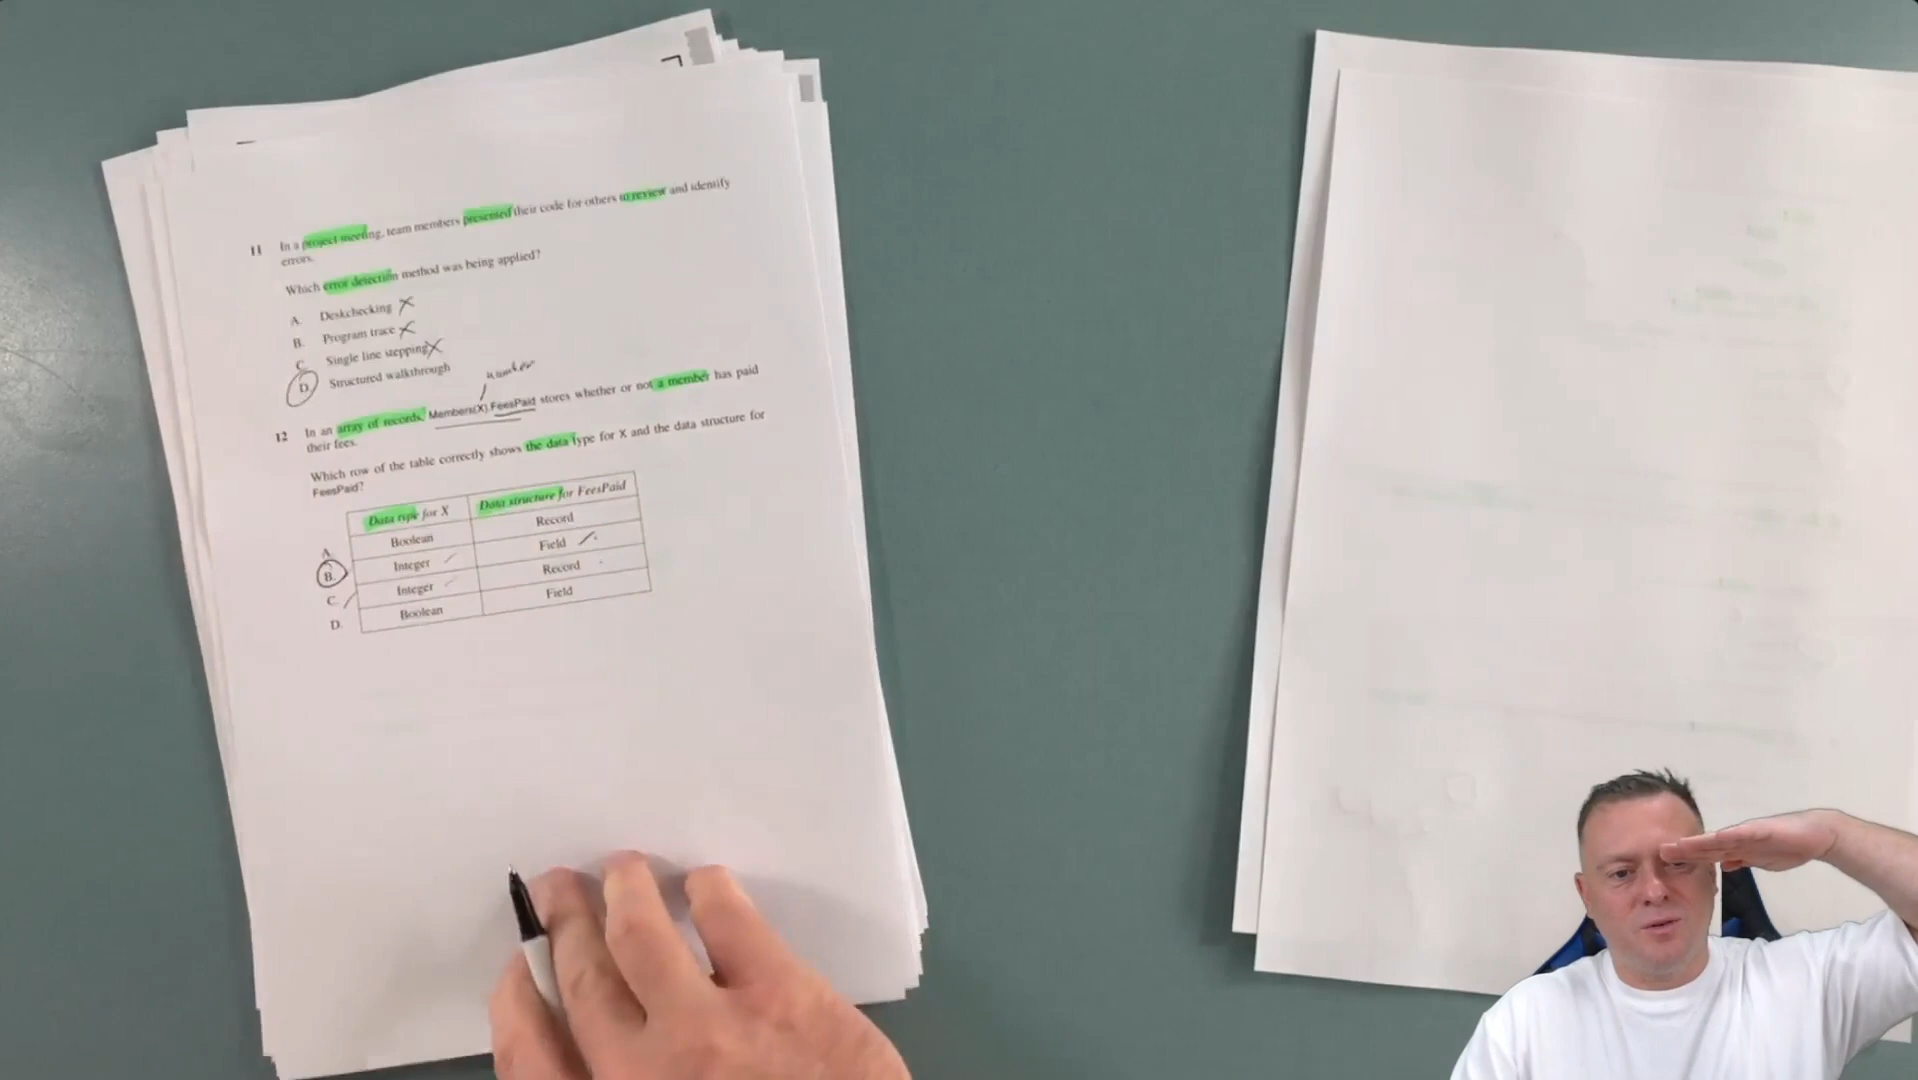 11 In a project meeting, team members presented their code for others to review and identify
errors.
Which error detection method was being applied?
A. Deskchecking X
B. Program trace X
C. Single line stepping X
D. Structured walkthrough
number
12 In an array of records, Members(X).FeesPaid stores whether or not a member has paid
their fees.
Which row of the table correctly shows the data type for X and the data structure for
FeesPaid?
Data type for X Data structure for FeesPaid
A. Boolean Record
B. Integer Field
C. Integer Record
D. Boolean Field